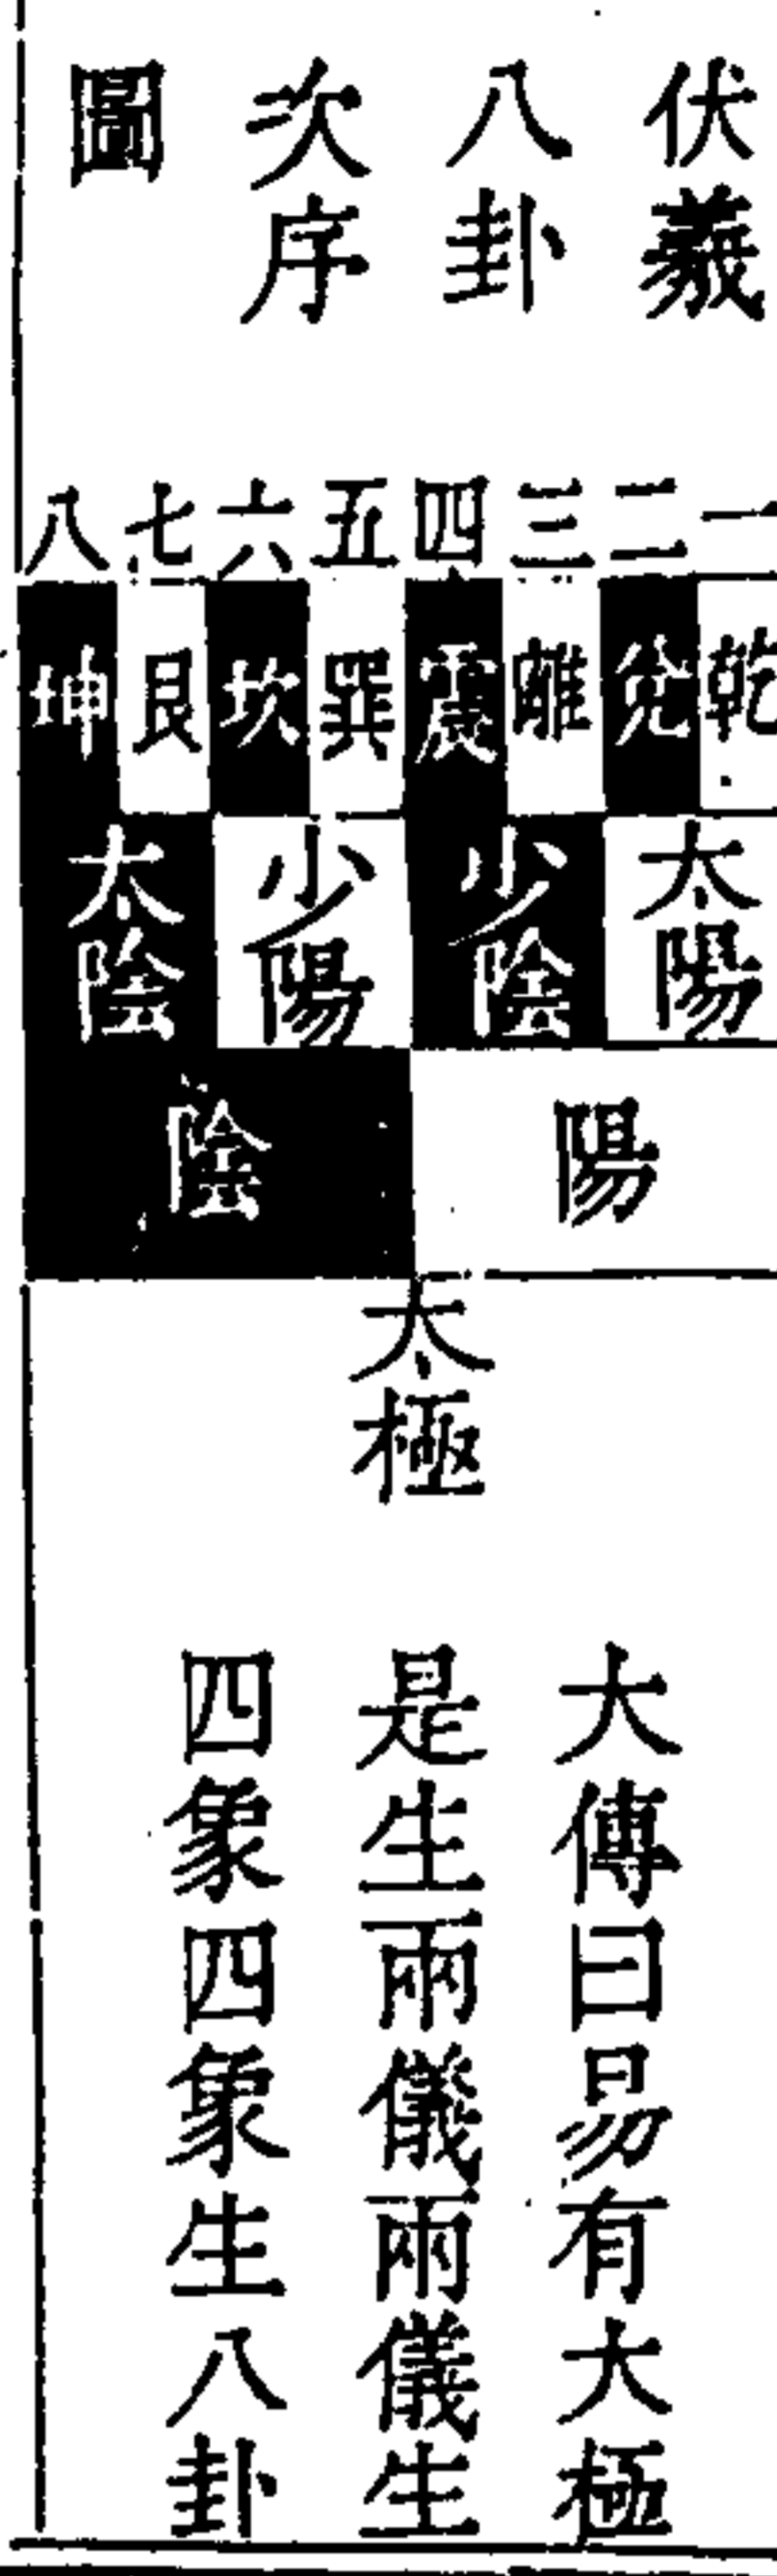 伏羲
八卦
次序
圖
一 二 三 四 五 六 七 八
乾 兌 離 震 巽 坎 艮 坤
太陽 少陰 少陽 太陰
陽 陰
太極
大傳曰易有大極
是生兩儀兩儀生
四象四象生八卦